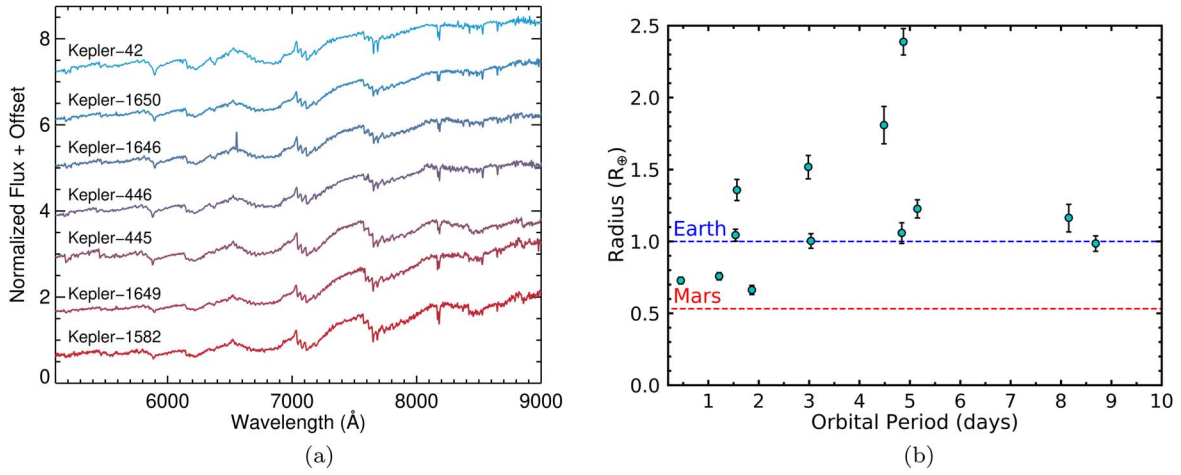 Normalized Flux + Offset
8
6
4
2
0
Kepler−42
Kepler−1650
Kepler−1646
Kepler−446
Kepler−445
Kepler−1649
Kepler−1582
6000 7000 8000 9000
Wavelength (Å)
(a)
Radius (R⊕)
2.5
2.0
1.5
1.0
0.5
0.0
Earth
Mars
1 2 3 4 5 6 7 8 9 10
Orbital Period (days)
(b)